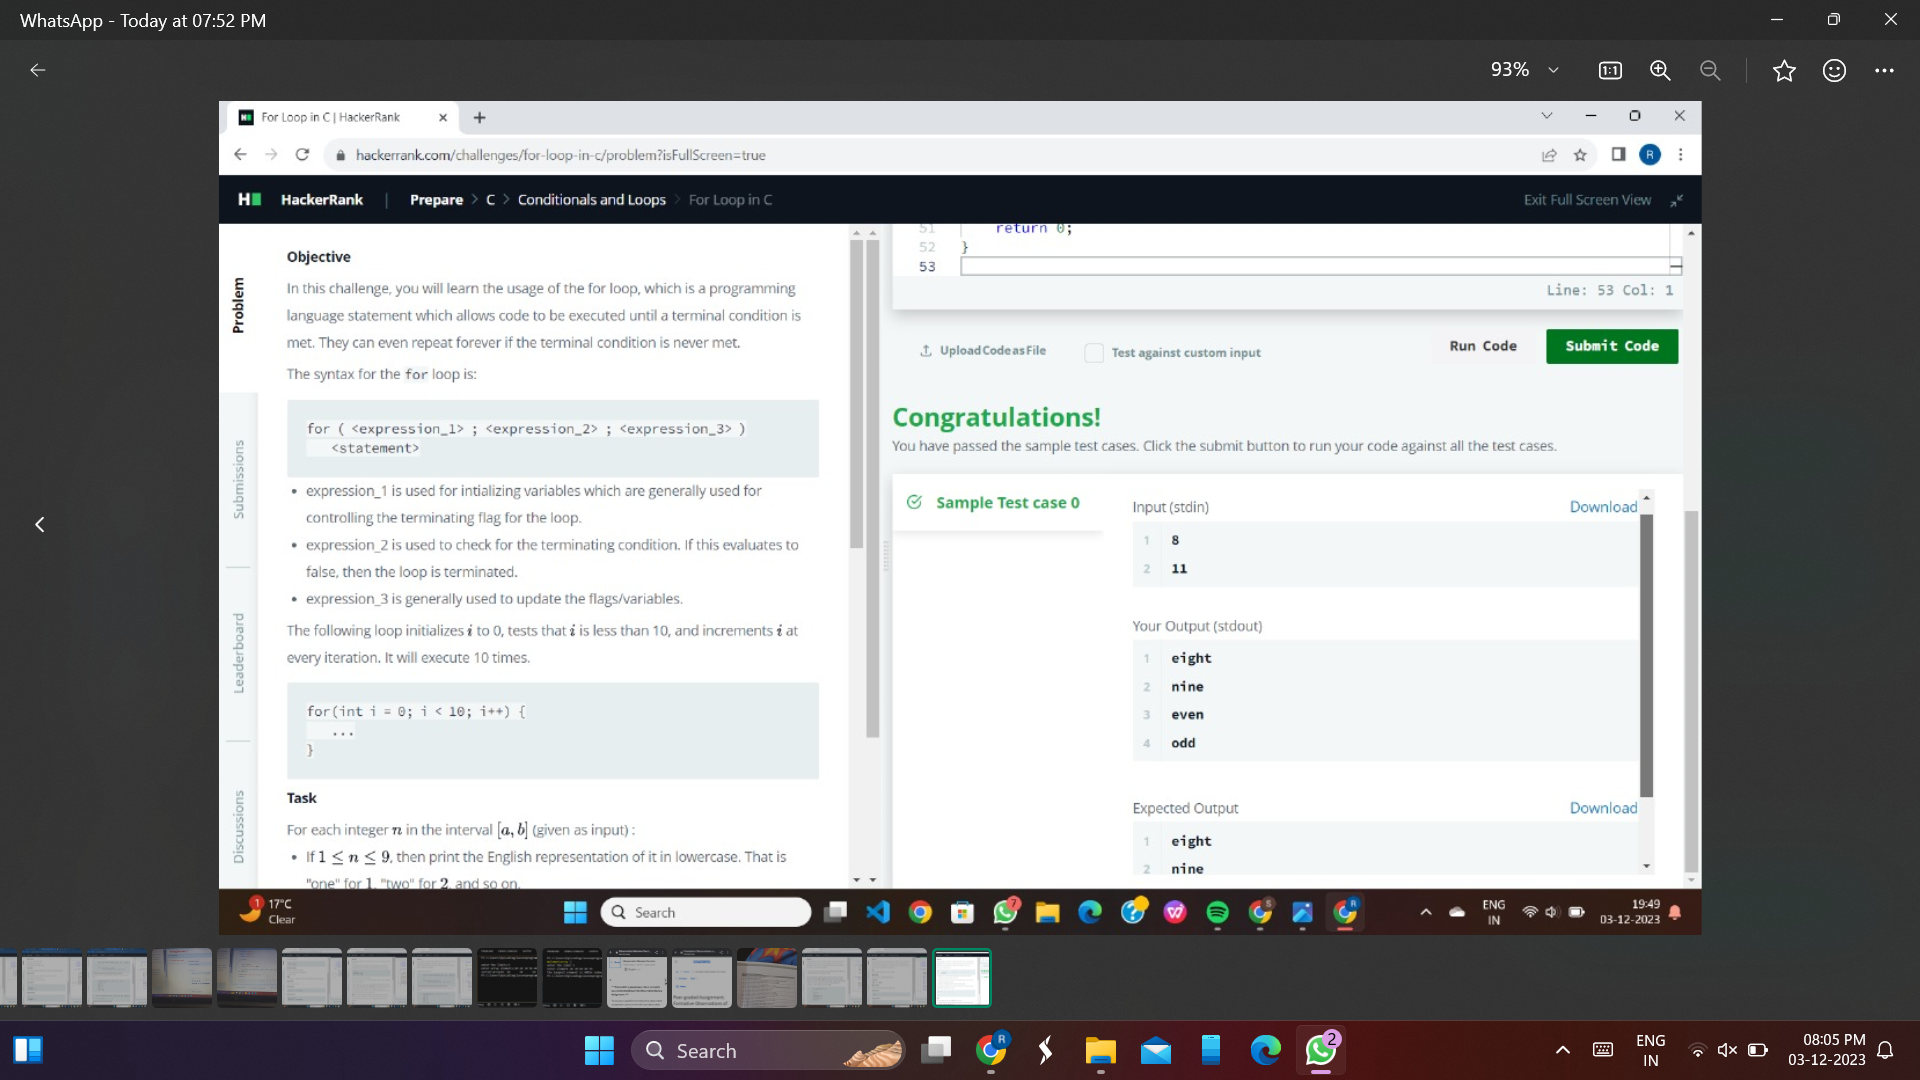 WhatsApp - Today at 07:52 PM
93%
1:1
For Loop in C | HackerRank
hackerrank.com/challenges/for-loop-in-c/problem?isFullScreen=true
R
HackerRank | Prepare > C > Conditionals and Loops > For Loop in C
Exit Full Screen View
Problem
Submissions
Leaderboard
Discussions
Objective
In this challenge, you will learn the usage of the for loop, which is a programming
language statement which allows code to be executed until a terminal condition is
met. They can even repeat forever if the terminal condition is never met.
The syntax for the for loop is:
for ( <expression_1> ; <expression_2> ; <expression_3> )
<statement>
• expression_1 is used for intializing variables which are generally used for
controlling the terminating flag for the loop.
• expression_2 is used to check for the terminating condition. If this evaluates to
false, then the loop is terminated.
• expression_3 is generally used to update the flags/variables.
The following loop initializes i to 0, tests that i is less than 10, and increments i at
every iteration. It will execute 10 times.
for(int i = 0; i < 10; i++) {
...
}
Task
For each integer n in the interval [a, b] (given as input) :
• If 1 ≤ n ≤ 9, then print the English representation of it in lowercase. That is
"one" for 1, "two" for 2, and so on.
51 return 0;
52 }
53
Line: 53 Col: 1
Upload Code as File
Test against custom input
Run Code
Submit Code
Congratulations!
You have passed the sample test cases. Click the submit button to run your code against all the test cases.
Sample Test case 0
Input (stdin)
Download
1 8
2 11
Your Output (stdout)
1 eight
2 nine
3 even
4 odd
Expected Output
Download
1 eight
2 nine
1
17°C
Clear
Search
7
S
R
ENG
IN
19:49
03-12-2023
Search
R
2
ENG
IN
08:05 PM
03-12-2023